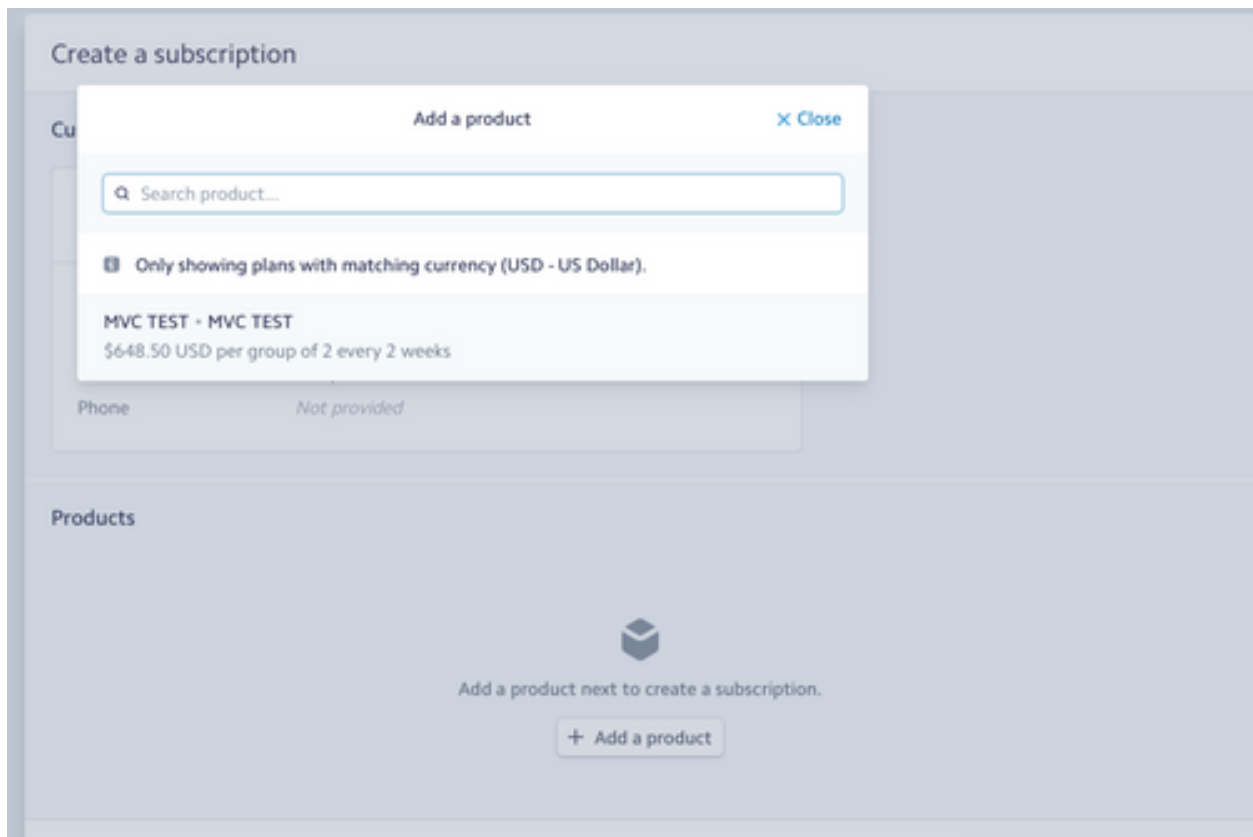 Create a subscription
Add a product
Close
Cu
Search product...
Only showing plans with matching currency (USD - US Dollar).
MVC TEST • MVC TEST
$648.50 USD per group of 2 every 2 weeks
Phone
Not provided
Products
Add a product next to create a subscription.
+ Add a product